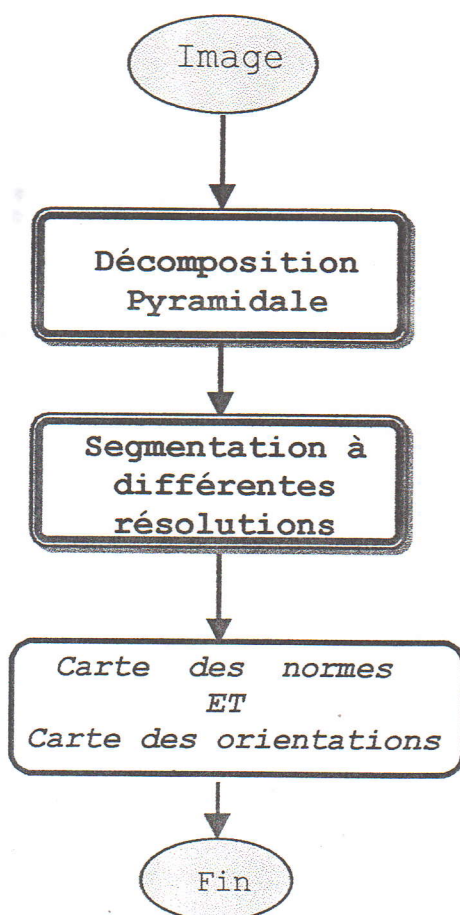 Image
Décomposition
Pyramidale
Segmentation à
différentes
résolutions
Carte des normes
ET
Carte des orientations
Fin